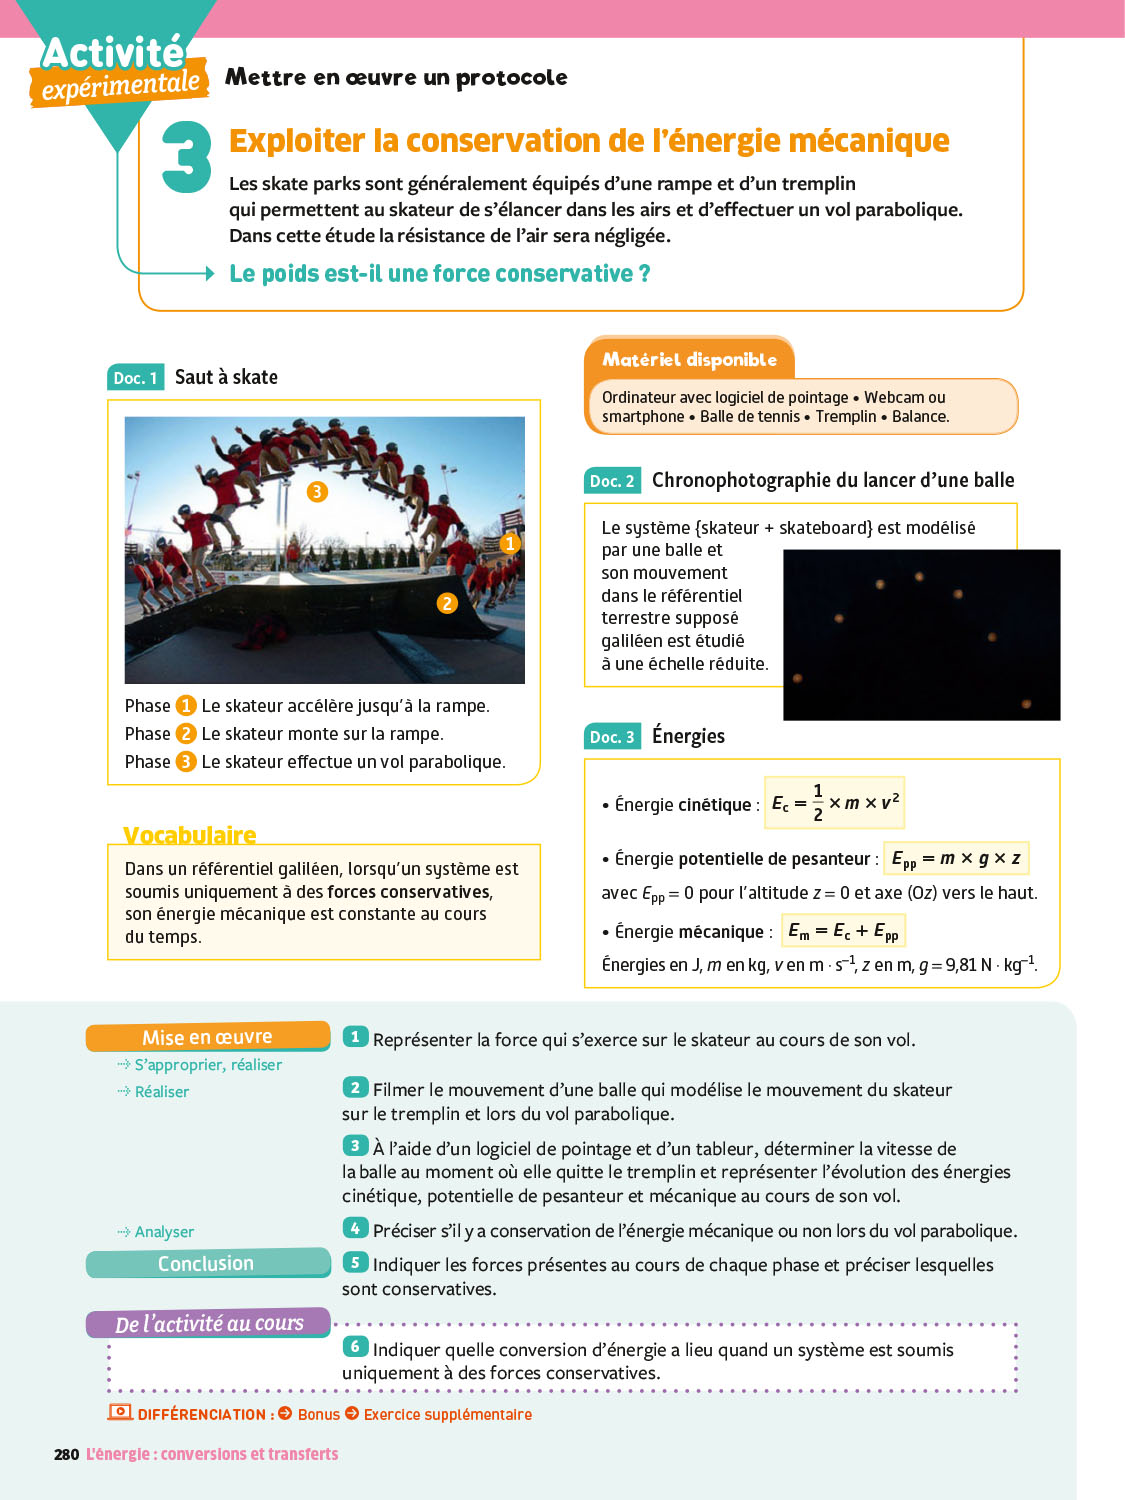 Activité
expérimentale
Mettre en œuvre un protocole
3 Exploiter la conservation de l'énergie mécanique
Les skate parks sont généralement équipés d'une rampe et d'un tremplin
qui permettent au skateur de s'élancer dans les airs et d'effectuer un vol parabolique.
Dans cette étude la résistance de l'air sera négligée.
Le poids est-il une force conservative ?
Doc. 1 Saut à skate
3
1
2
Phase 1 Le skateur accélère jusqu'à la rampe.
Phase 2 Le skateur monte sur la rampe.
Phase 3 Le skateur effectue un vol parabolique.
Vocabulaire
Dans un référentiel galiléen, lorsqu'un système est
soumis uniquement à des forces conservatives,
son énergie mécanique est constante au cours
du temps.
Matériel disponible
Ordinateur avec logiciel de pointage • Webcam ou
smartphone • Balle de tennis • Tremplin • Balance.
Doc. 2 Chronophotographie du lancer d'une balle
Le système {skateur + skateboard} est modélisé
par une balle et
son mouvement
dans le référentiel
terrestre supposé
galiléen est étudié
à une échelle réduite.
Doc. 3 Énergies
• Énergie cinétique : Ec = 1/2 × m × v²
• Énergie potentielle de pesanteur : Epp = m × g × z
avec Epp = 0 pour l'altitude z = 0 et axe (Oz) vers le haut.
• Énergie mécanique : Em = Ec + Epp
Énergies en J, m en kg, v en m · s⁻¹, z en m, g = 9,81 N · kg⁻¹.
Mise en œuvre
⇢ S'approprier, réaliser
1 Représenter la force qui s'exerce sur le skateur au cours de son vol.
⇢ Réaliser
2 Filmer le mouvement d'une balle qui modélise le mouvement du skateur
sur le tremplin et lors du vol parabolique.
3 À l'aide d'un logiciel de pointage et d'un tableur, déterminer la vitesse de
la balle au moment où elle quitte le tremplin et représenter l'évolution des énergies
cinétique, potentielle de pesanteur et mécanique au cours de son vol.
⇢ Analyser
4 Préciser s'il y a conservation de l'énergie mécanique ou non lors du vol parabolique.
Conclusion
5 Indiquer les forces présentes au cours de chaque phase et préciser lesquelles
sont conservatives.
De l'activité au cours
6 Indiquer quelle conversion d'énergie a lieu quand un système est soumis
uniquement à des forces conservatives.
DIFFÉRENCIATION : Bonus Exercice supplémentaire
280 L'énergie : conversions et transferts